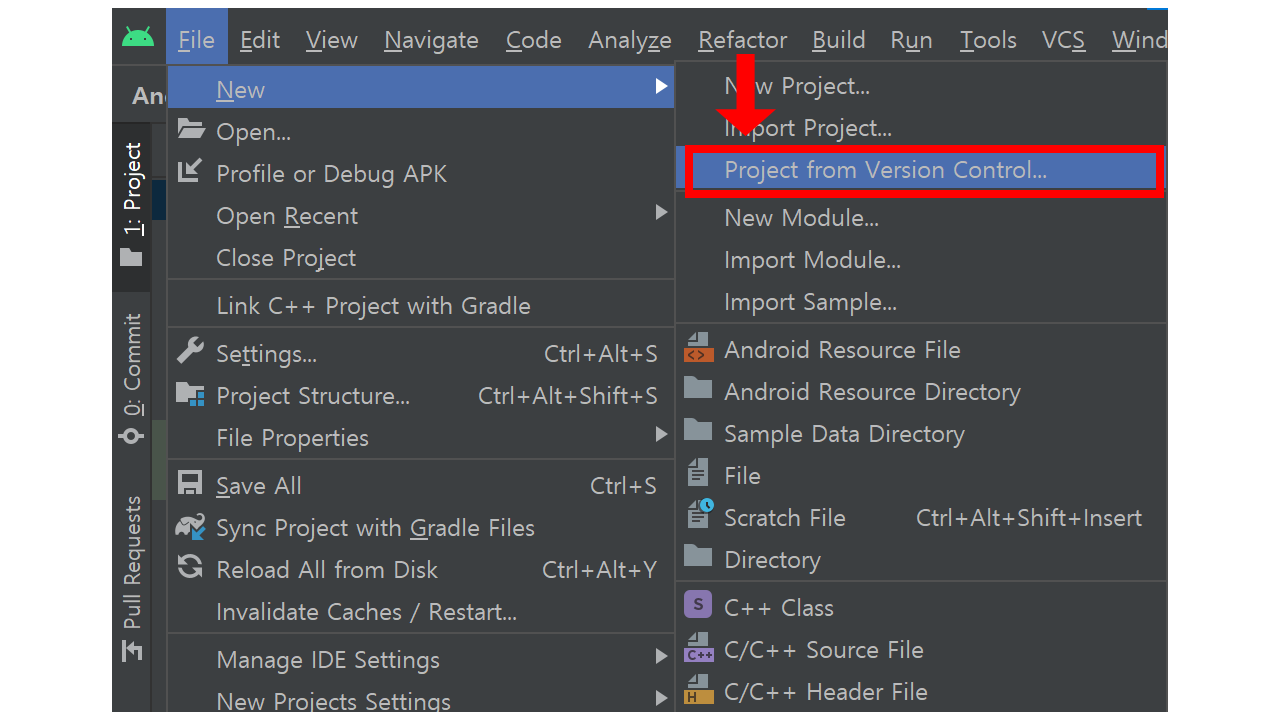 File Edit View Navigate Code Analyze Refactor Build Run Tools VCS Wind
An
1: Project
0: Commit
Pull Requests
New
Open...
Profile or Debug APK
Open Recent
Close Project
Link C++ Project with Gradle
Settings... Ctrl+Alt+S
Project Structure... Ctrl+Alt+Shift+S
File Properties
Save All Ctrl+S
Sync Project with Gradle Files
Reload All from Disk Ctrl+Alt+Y
Invalidate Caches / Restart...
Manage IDE Settings
New Projects Settings
New Project...
Import Project...
Project from Version Control...
New Module...
Import Module...
Import Sample...
Android Resource File
Android Resource Directory
Sample Data Directory
File
Scratch File Ctrl+Alt+Shift+Insert
Directory
S C++ Class
C++ C/C++ Source File
H C/C++ Header File